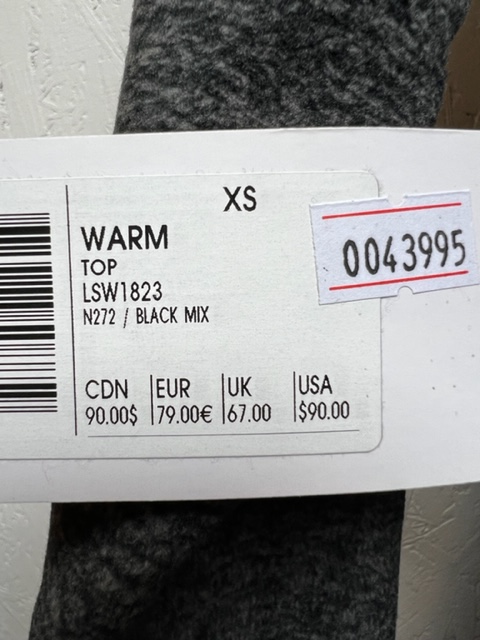 XS
WARM
TOP
LSW1823
N272 / BLACK MIX
0043995
CDN EUR UK USA
90.00$ 79.00€ 67.00 $90.00